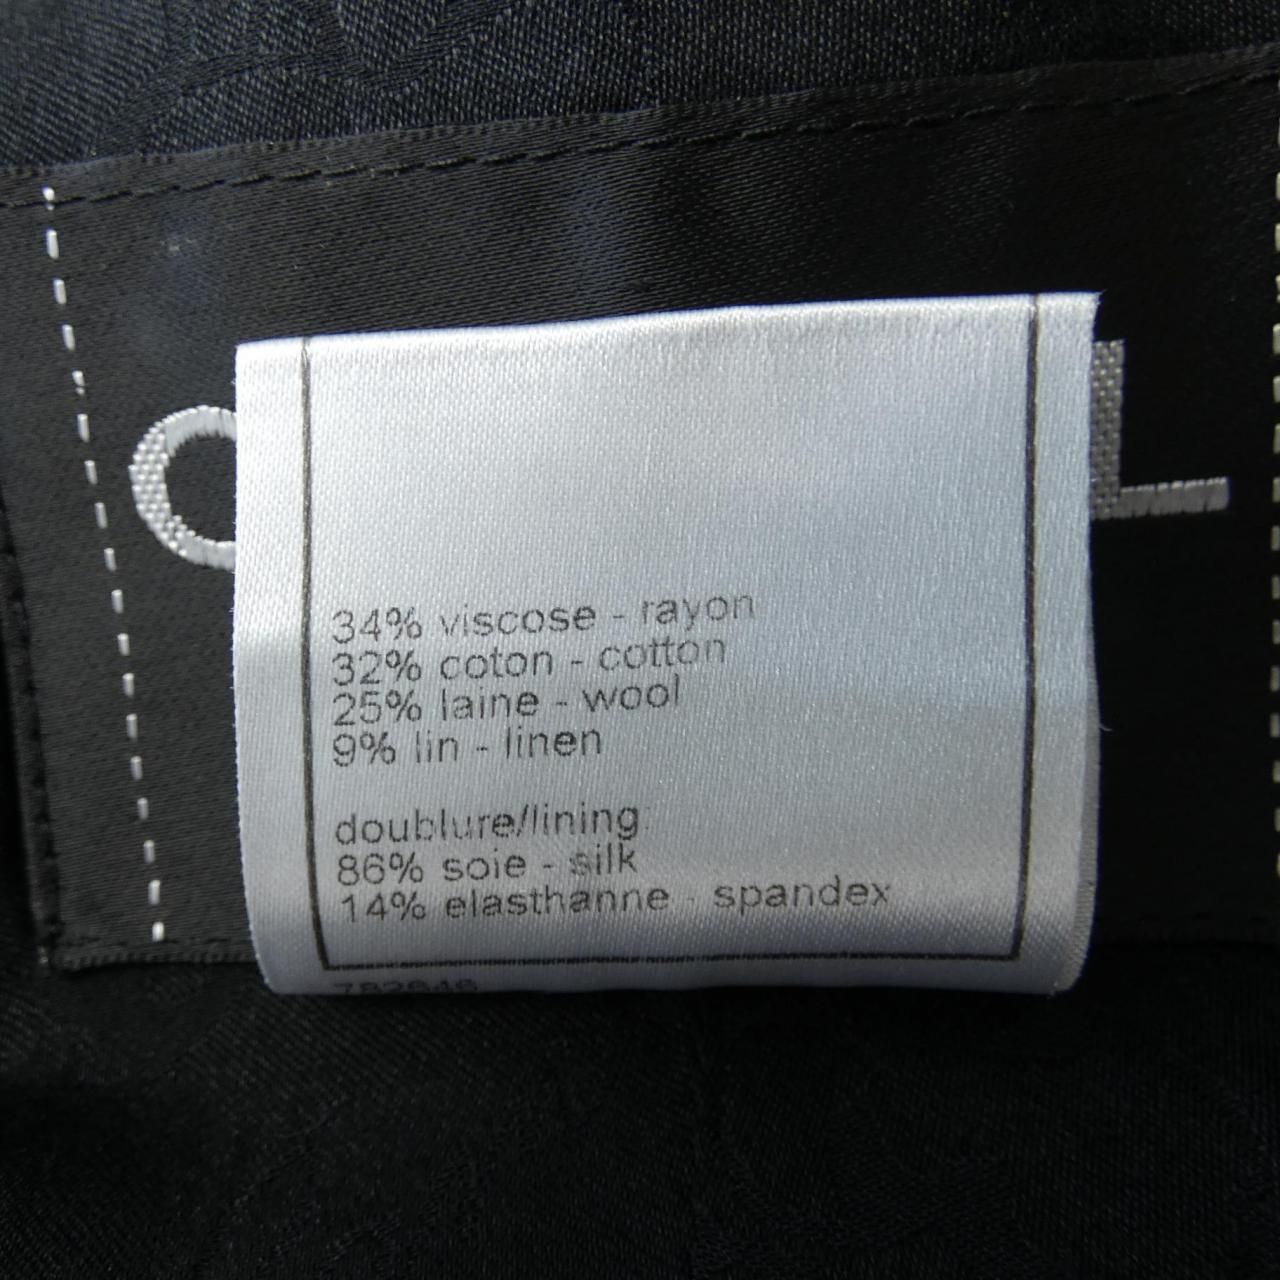 C L
34% viscose - rayon
32% coton - cotton
25% laine - wool
9% lin - linen
doublure/lining
86% soie - silk
14% elasthanne - spandex